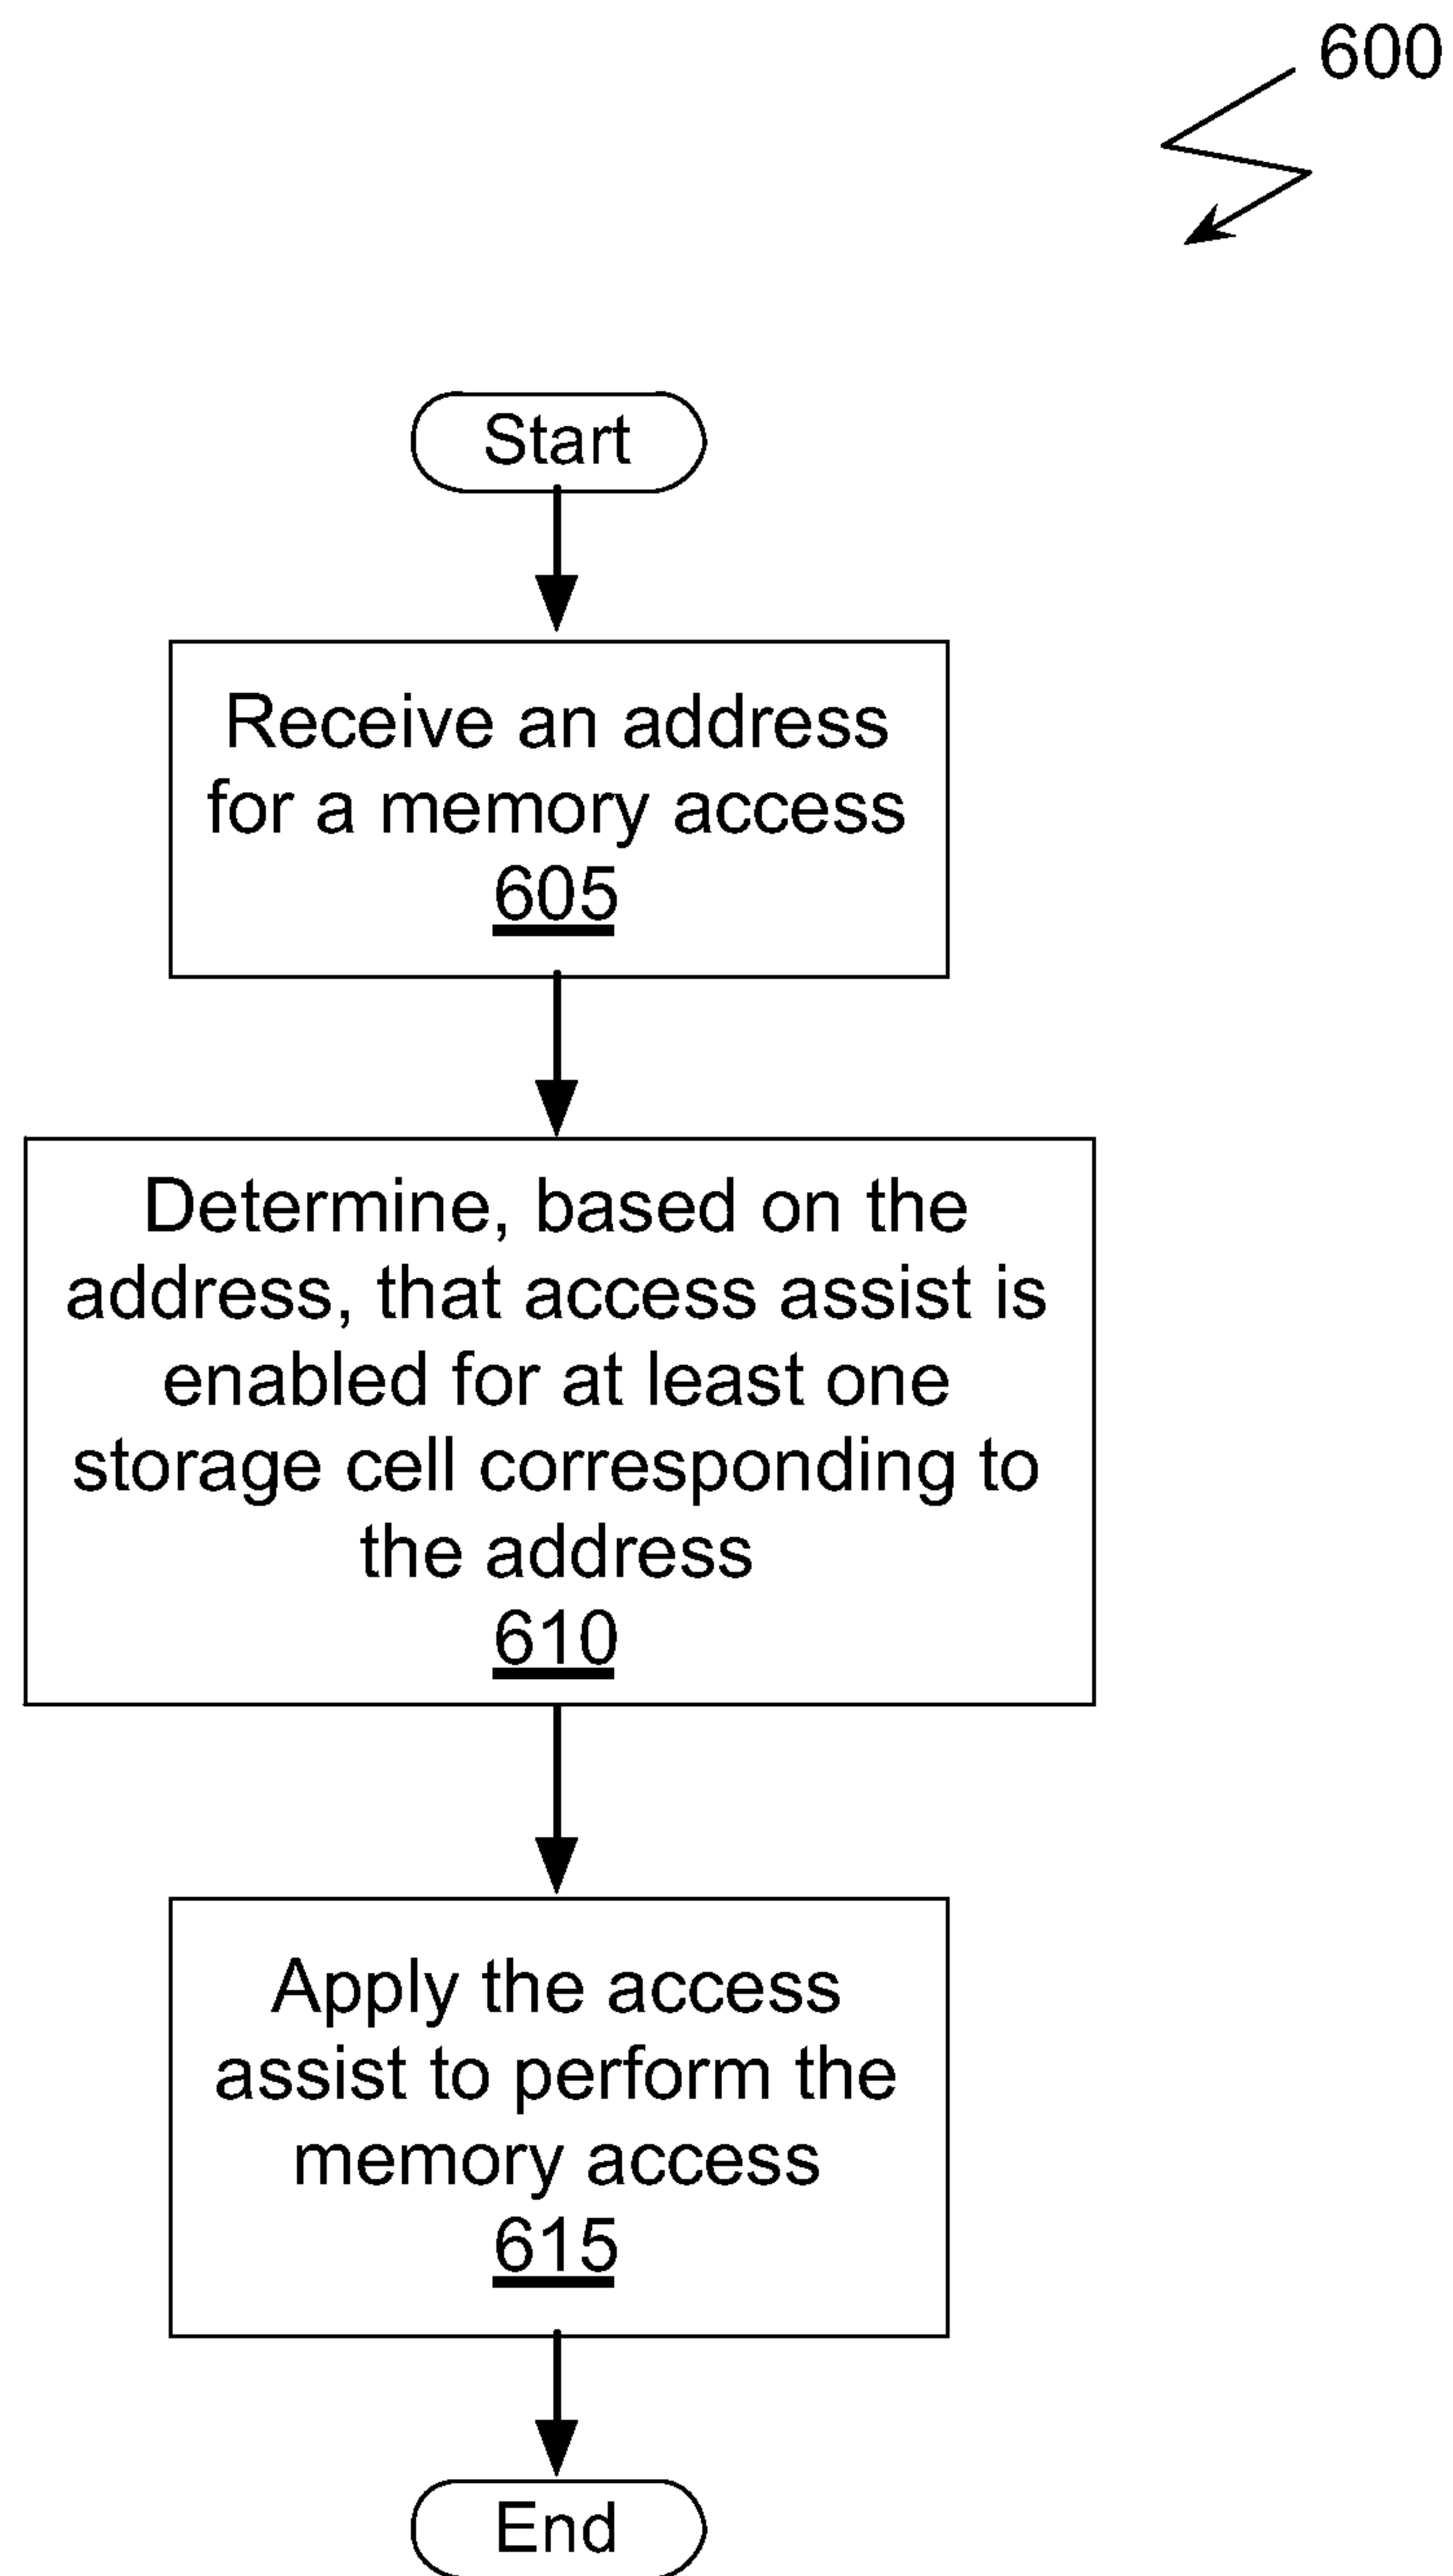 600
Start
Receive an address
for a memory access
605
Determine, based on the
address, that access assist is
enabled for at least one
storage cell corresponding to
the address
610
Apply the access
assist to perform the
memory access
615
End